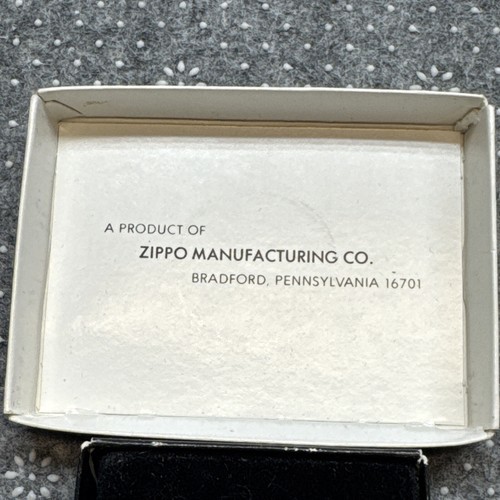 A PRODUCT OF
ZIPPO MANUFACTURING CO.
BRADFORD, PENNSYLVANIA 16701